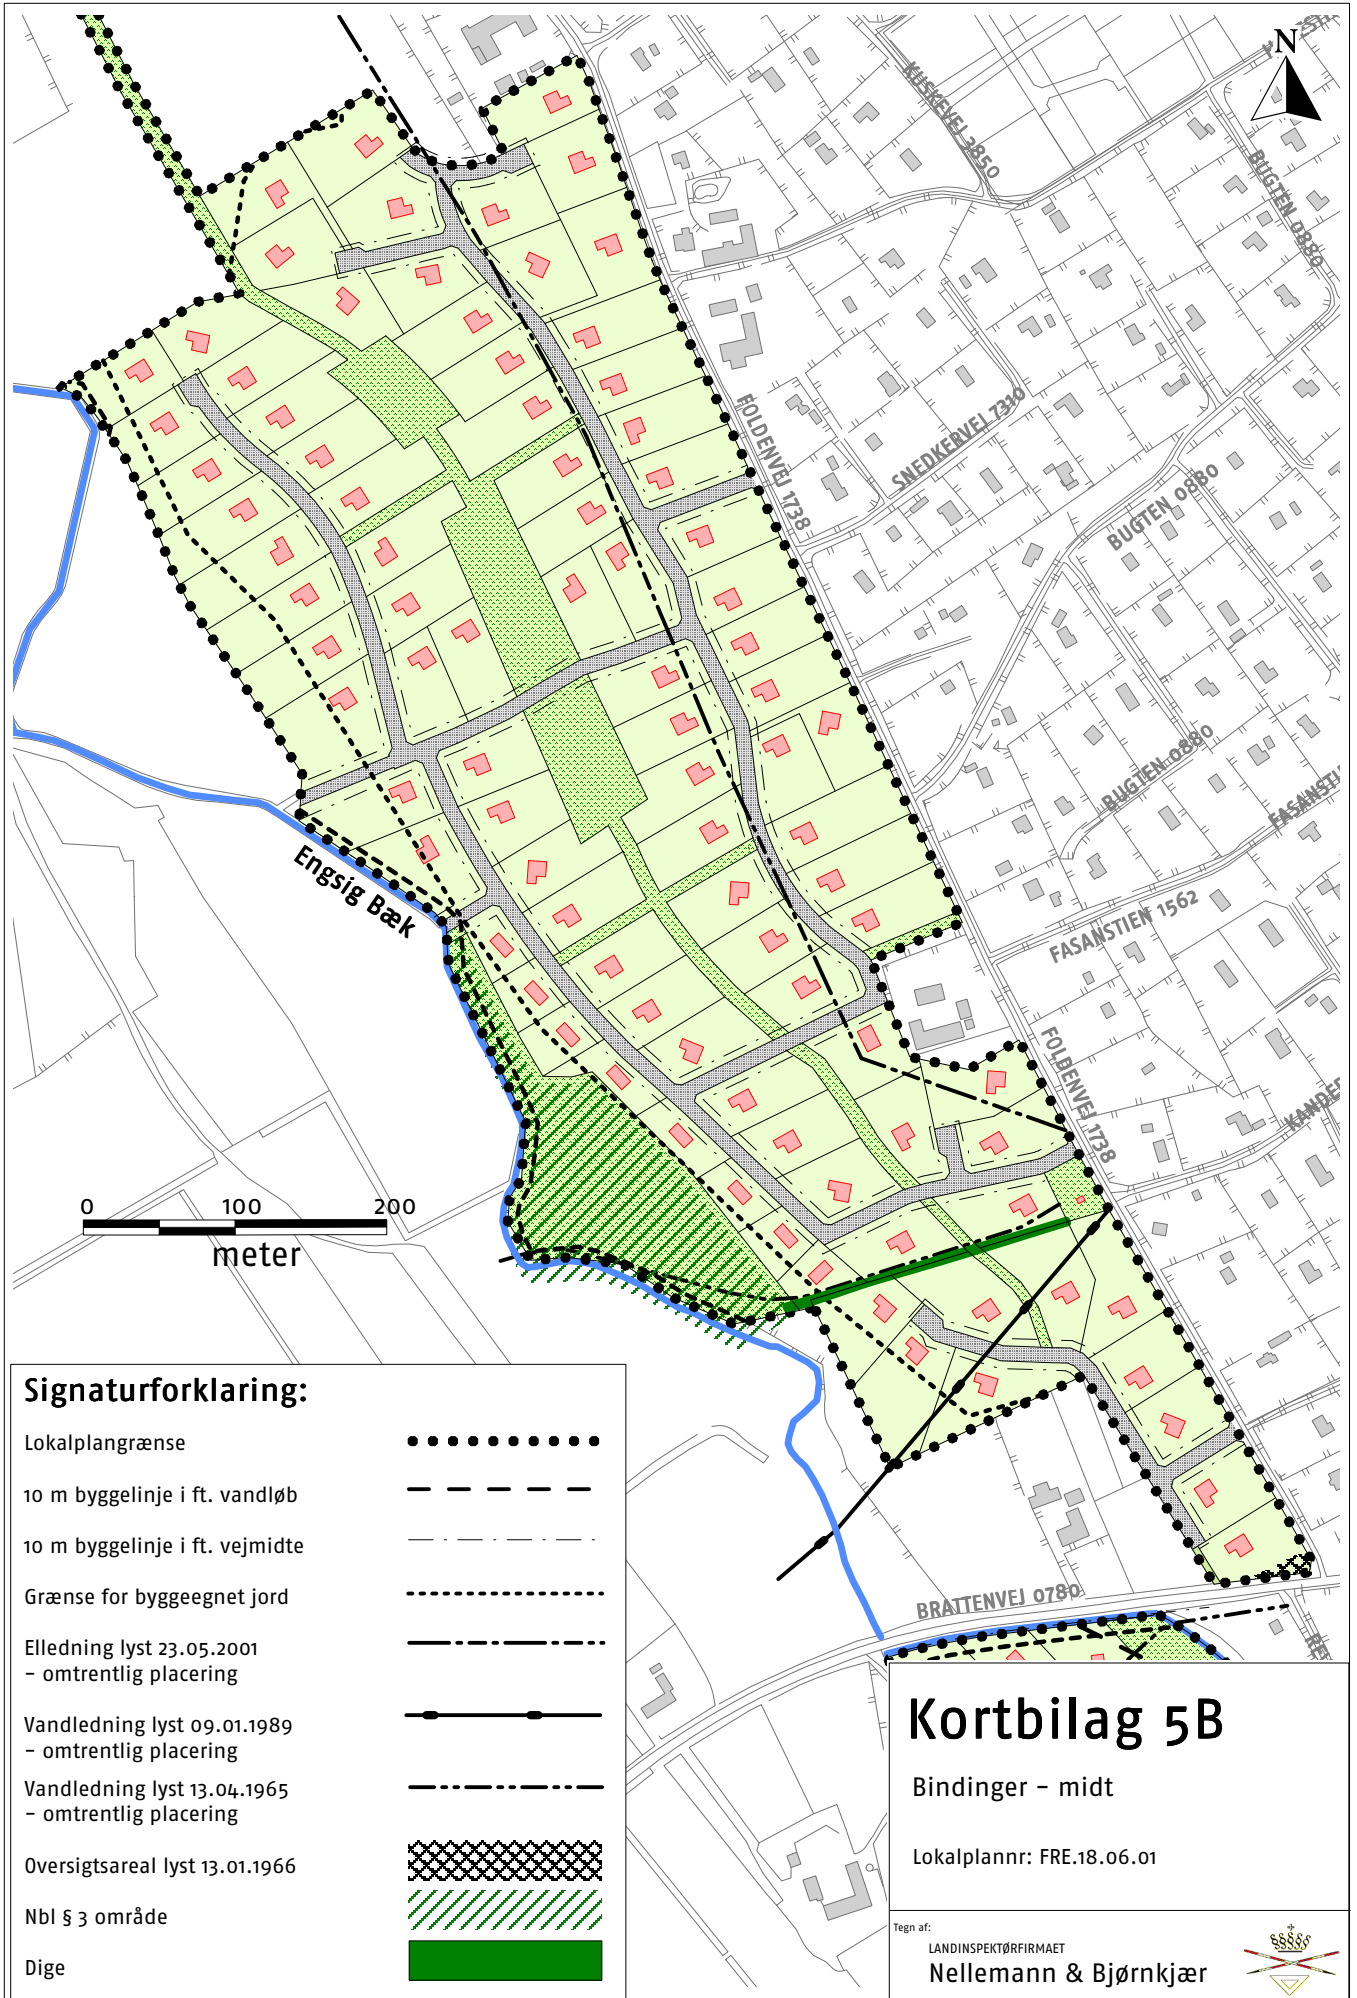 N
KUSKEVEJ 3850
BUGTEN 0880
FOLDENVEJ 1738
SNEDKERVEJ 7310
BUGTEN 0880
BUGTEN 0880
FASANSTI
FASANSTIEN 1562
Engsig Bæk
FOLDENVEJ 1738
KANDE
0 100 200
meter
BRATTENVEJ 0780
Signaturforklaring:
Lokalplangrænse
10 m byggelinje i ft. vandløb
10 m byggelinje i ft. vejmidte
Grænse for byggeegnet jord
Elledning lyst 23.05.2001
- omtrentlig placering
Vandledning lyst 09.01.1989
- omtrentlig placering
Vandledning lyst 13.04.1965
- omtrentlig placering
Oversigtsareal lyst 13.01.1966
Nbl § 3 område
Dige
Kortbilag 5B
Bindinger - midt
Lokalplannr: FRE.18.06.01
Tegn af:
LANDINSPEKTØRFIRMAET
Nellemann & Bjørnkjær